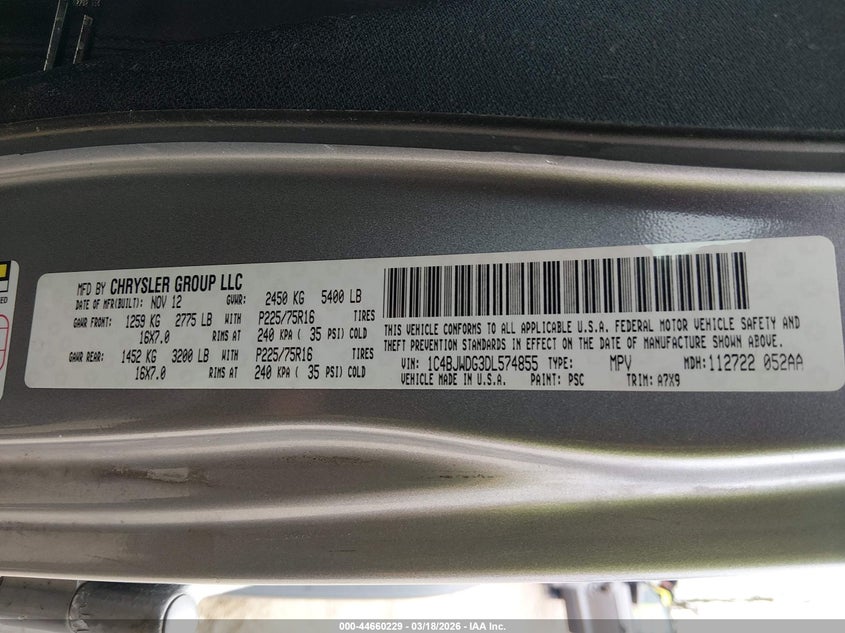 MFD BY CHRYSLER GROUP LLC
DATE OF MFR(BUILT): NOV 12 GVWR: 2450 KG 5400 LB
GAWR FRONT: 1259 KG 2775 LB WITH P225/75R16 TIRES
16X7.0 RIMS AT 240 KPA ( 35 PSI) COLD
GAWR REAR: 1452 KG 3200 LB WITH P225/75R16 TIRES
16X7.0 RIMS AT 240 KPA ( 35 PSI) COLD
THIS VEHICLE CONFORMS TO ALL APPLICABLE U.S.A. FEDERAL MOTOR VEHICLE SAFETY AND
THEFT PREVENTION STANDARDS IN EFFECT ON THE DATE OF MANUFACTURE SHOWN ABOVE.
VIN: 1C4BJWDG3DL574855 TYPE: MPV MDH: 112722 052AA
VEHICLE MADE IN U.S.A. PAINT: PSC TRIM: A7X9
000-44660229 - 03/18/2026 - IAA Inc.